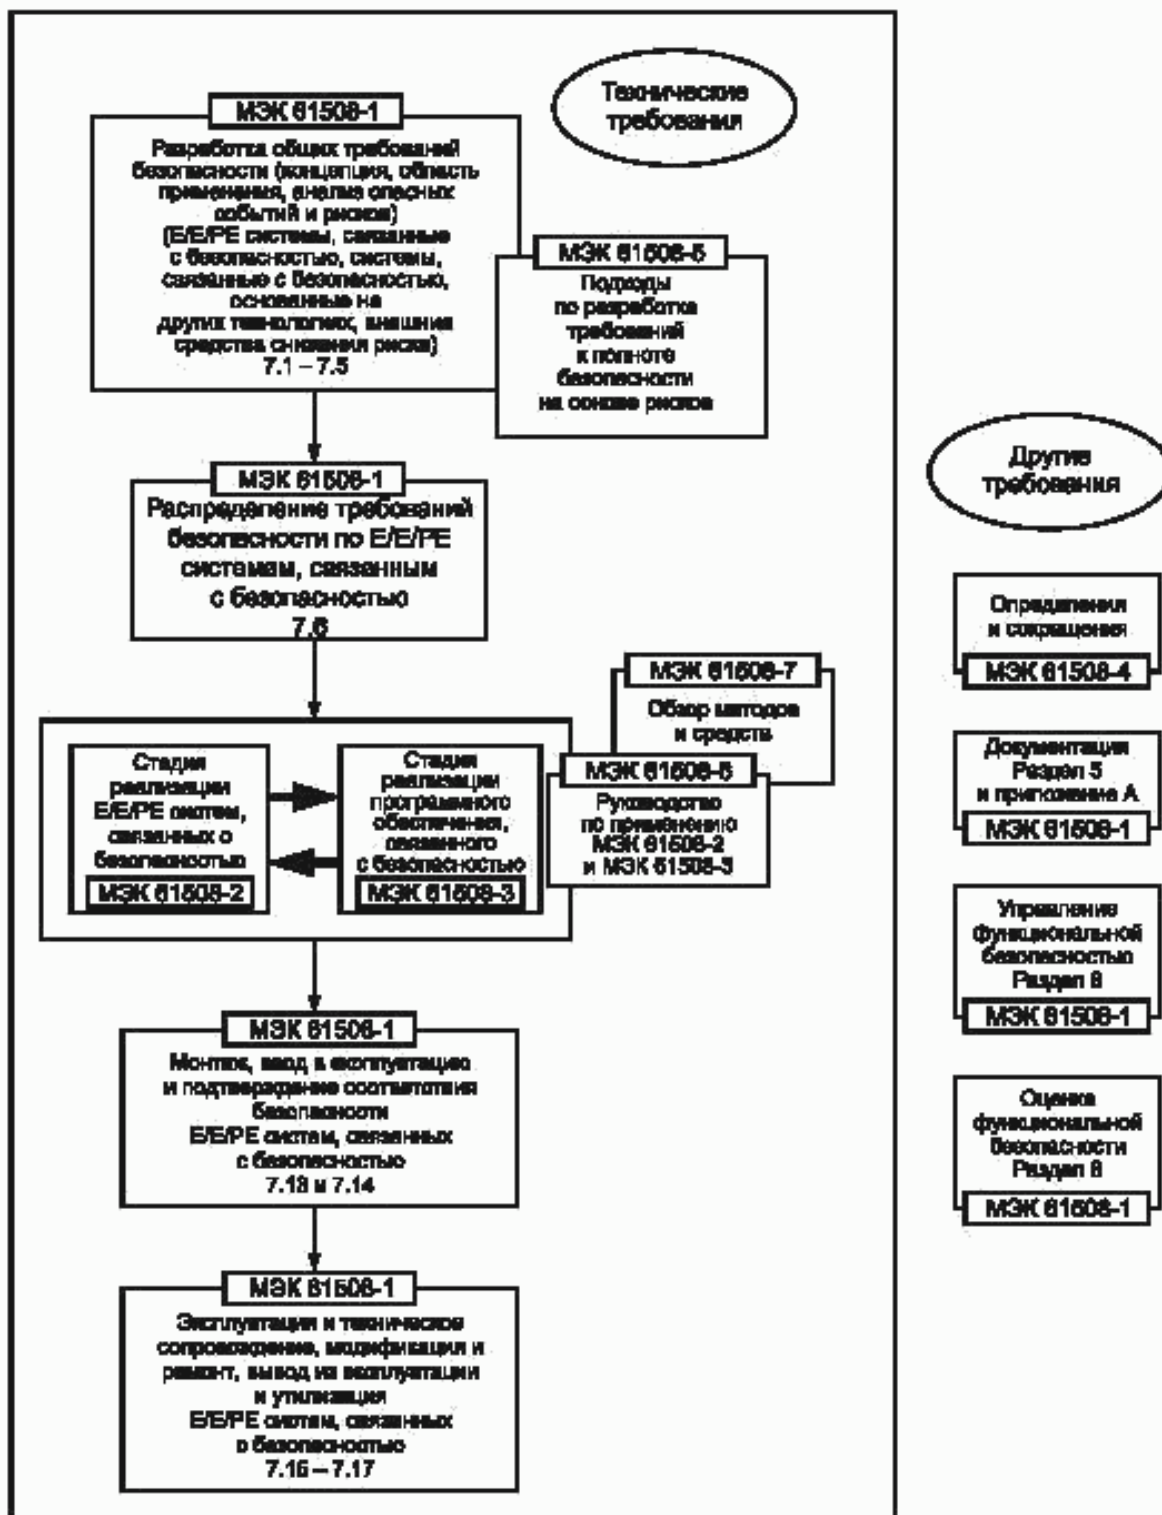 Технические
требования
МЭК 61508-1
Разработка общих требований
безопасности (концепция, область
применения, анализ опасных
событий и рисков)
(E/E/PE системы, связанные
с безопасностью, системы,
связанные с безопасностью,
основанные на
других технологиях, внешние
средства снижения риска)
7.1 – 7.5
МЭК 61508-5
Подходы
по разработке
требований
к полноте
безопасности
на основе рисков
МЭК 61508-1
Распределение требований
безопасности по E/E/PE
системам, связанным
с безопасностью
7.6
МЭК 61508-7
Обзор методов
и средств
МЭК 61508-6
Руководство
по применению
МЭК 61508-2
и МЭК 61508-3
Стадия
реализации
E/E/PE систем,
связанных с
безопасностью
МЭК 61508-2
Стадия
реализации
программного
обеспечения,
связанного
с безопасностью
МЭК 61508-3
МЭК 61508-1
Монтаж, ввод в эксплуатацию
и подтверждение соответствия
безопасности
E/E/PE систем, связанных
с безопасностью
7.13 и 7.14
МЭК 61508-1
Эксплуатация и техническое
сопровождение, модификация и
ремонт, вывод из эксплуатации
и утилизация
E/E/PE систем, связанных
с безопасностью
7.15 – 7.17
Другие
требования
Определения
и сокращения
МЭК 61508-4
Документация
Раздел 5
и приложение А
МЭК 61508-1
Управление
функциональной
безопасностью
Раздел 6
МЭК 61508-1
Оценка
функциональной
безопасности
Раздел 8
МЭК 61508-1